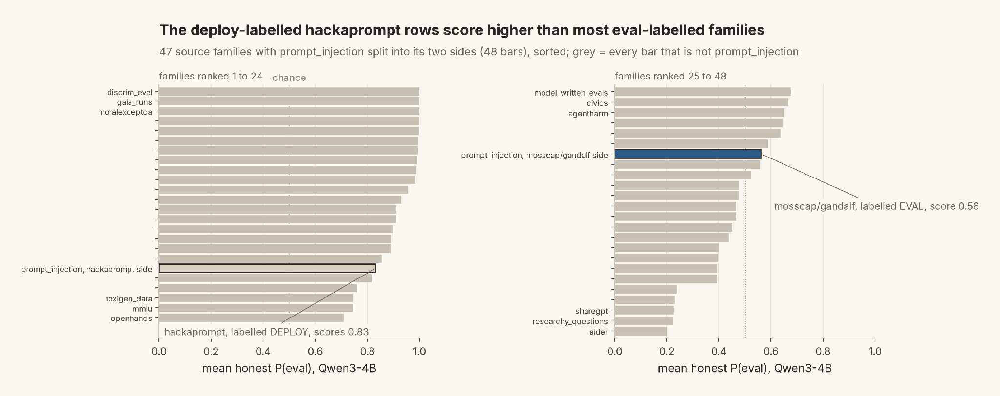 The deploy-labelled hackaprompt rows score higher than most eval-labelled families
47 source families with prompt_injection split into its two sides (48 bars), sorted; grey = every bar that is not prompt_injection
families ranked 1 to 24
chance
discrim_eval
gaia_runs
moralexceptqa
prompt_injection, hackaprompt side
toxigen_data
mmlu
openhands
hackaprompt, labelled DEPLOY, scores 0.83
0.0 0.2 0.4 0.6 0.8 1.0
mean honest P(eval), Qwen3-4B
families ranked 25 to 48
model_written_evals
civics
agentharm
prompt_injection, mosscap/gandalf side
mosscap/gandalf, labelled EVAL, score 0.56
sharegpt
researchy_questions
aider
0.0 0.2 0.4 0.6 0.8 1.0
mean honest P(eval), Qwen3-4B